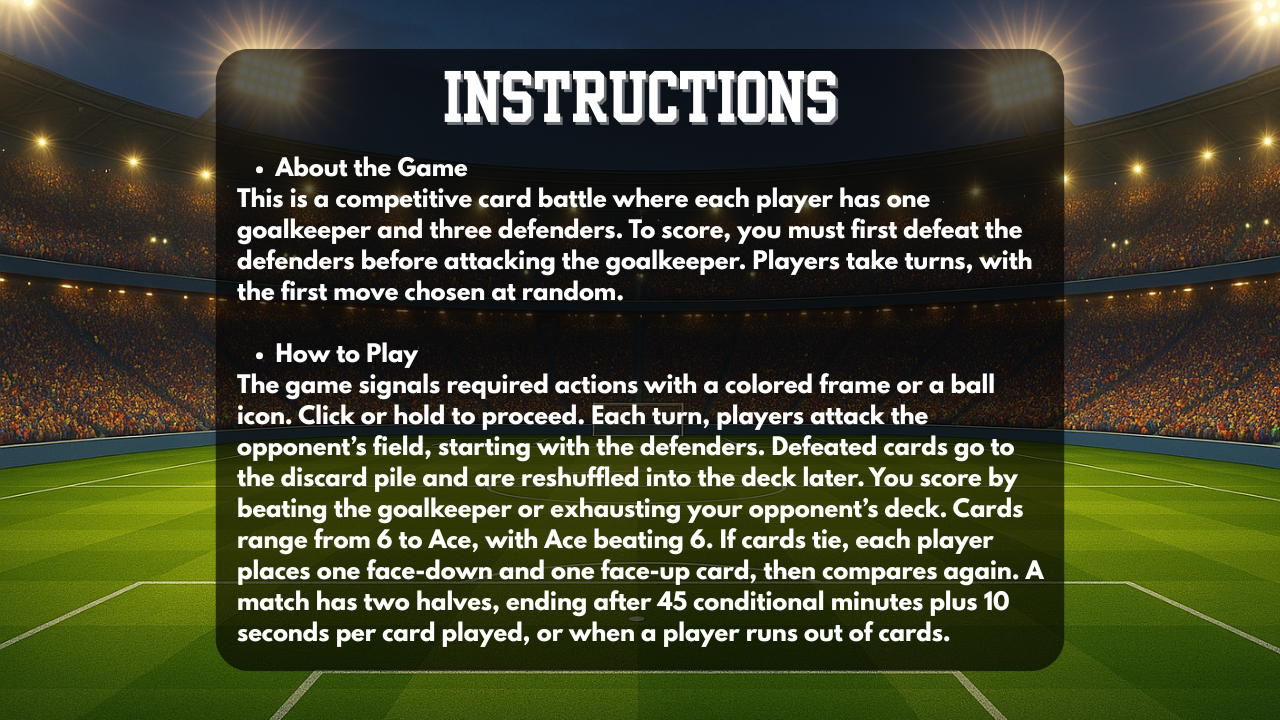 INSTRUCTIONS
• About the Game
This is a competitive card battle where each player has one
goalkeeper and three defenders. To score, you must first defeat the
defenders before attacking the goalkeeper. Players take turns, with
the first move chosen at random.
• How to Play
The game signals required actions with a colored frame or a ball
icon. Click or hold to proceed. Each turn, players attack the
opponent’s field, starting with the defenders. Defeated cards go to
the discard pile and are reshuffled into the deck later. You score by
beating the goalkeeper or exhausting your opponent’s deck. Cards
range from 6 to Ace, with Ace beating 6. If cards tie, each player
places one face-down and one face-up card, then compares again. A
match has two halves, ending after 45 conditional minutes plus 10
seconds per card played, or when a player runs out of cards.